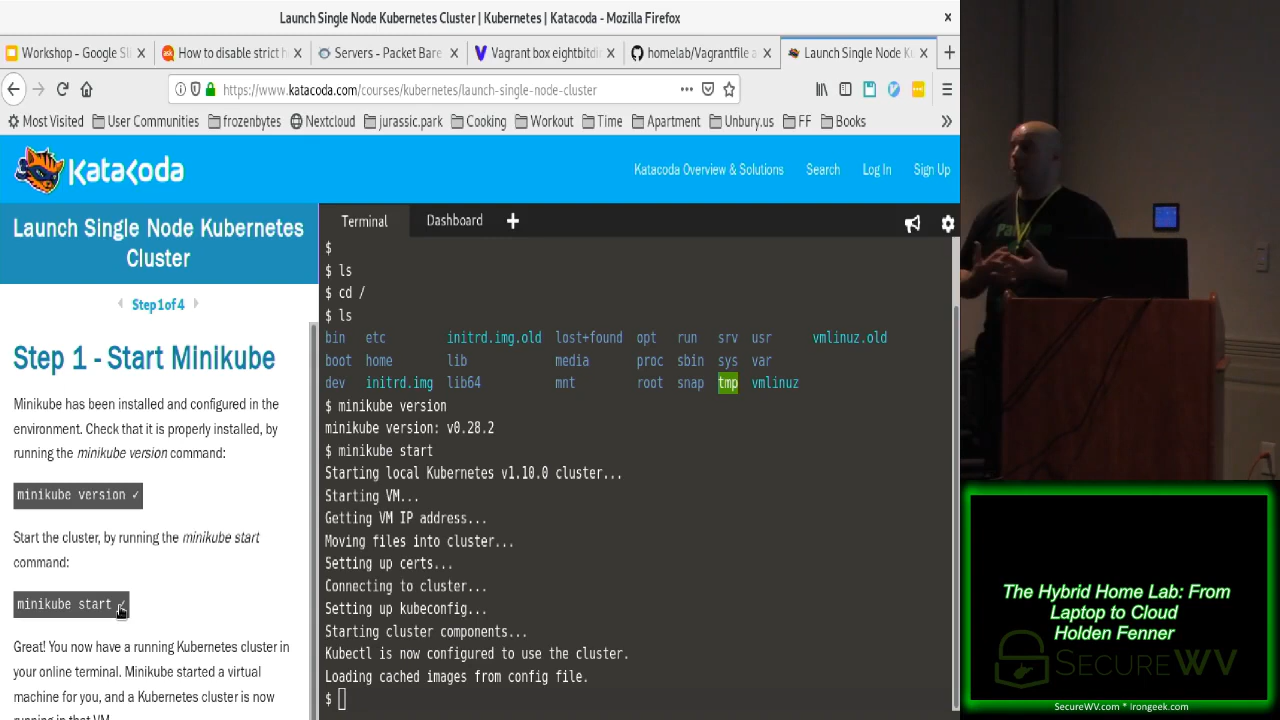 Launch Single Node Kubernetes Cluster | Kubernetes | Katacoda - Mozilla Firefox
Workshop - Google Sli
How to disable strict h
Servers - Packet Bare
Vagrant box eightbitdi
homelab/Vagrantfile a
Launch Single Node Ku
https://www.katacoda.com/courses/kubernetes/launch-single-node-cluster
Most Visited
User Communities
frozenbytes
Nextcloud
jurassic.park
Cooking
Workout
Time
Apartment
Unbury.us
FF
Books
KataKoda
Katacoda Overview & Solutions
Search
Log In
Sign Up
Launch Single Node Kubernetes
Cluster
Step 1 of 4
Step 1 - Start Minikube
Minikube has been installed and configured in the
environment. Check that it is properly installed, by
running the minikube version command:
minikube version ✓
Start the cluster, by running the minikube start
command:
minikube start ✓
Great! You now have a running Kubernetes cluster in
your online terminal. Minikube started a virtual
machine for you, and a Kubernetes cluster is now
running in that VM.
Terminal
Dashboard
$
$ ls
$ cd /
$ ls
bin etc initrd.img.old lost+found opt run srv usr vmlinuz.old
boot home lib media proc sbin sys var
dev initrd.img lib64 mnt root snap tmp vmlinuz
$ minikube version
minikube version: v0.28.2
$ minikube start
Starting local Kubernetes v1.10.0 cluster...
Starting VM...
Getting VM IP address...
Moving files into cluster...
Setting up certs...
Connecting to cluster...
Setting up kubeconfig...
Starting cluster components...
Kubectl is now configured to use the cluster.
Loading cached images from config file.
$
The Hybrid Home Lab: From
Laptop to Cloud
Holden Fenner
SECUREWV
SecureWV.com * Irongeek.com